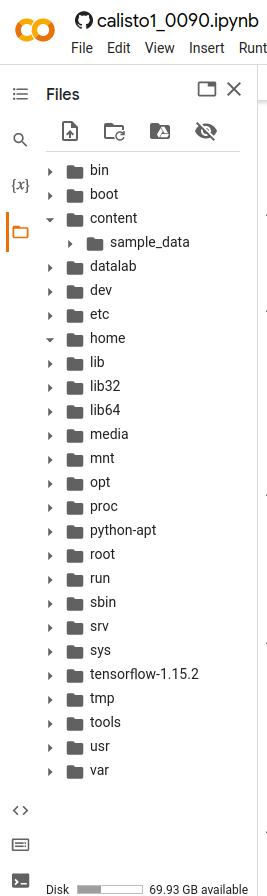 calisto1_0090.ipynb
File Edit View Insert Runt
Files
{x}
bin
boot
content
sample_data
datalab
dev
etc
home
lib
lib32
lib64
media
mnt
opt
proc
python-apt
root
run
sbin
srv
sys
tensorflow-1.15.2
tmp
tools
usr
var
Disk 69.93 GB available